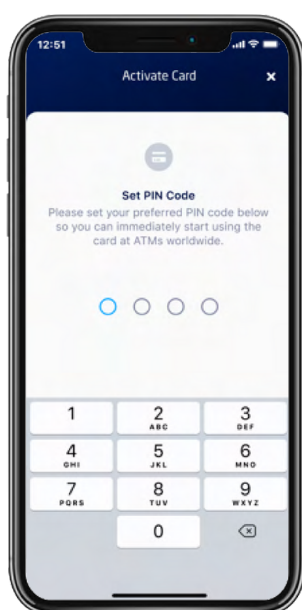 12:51
Activate Card
Set PIN Code
Please set your preferred PIN code below
so you can immediately start using the
card at ATMs worldwide.
1 2 3
ABC DEF
4 5 6
GHI JKL MNO
7 8 9
PQRS TUV WXYZ
0